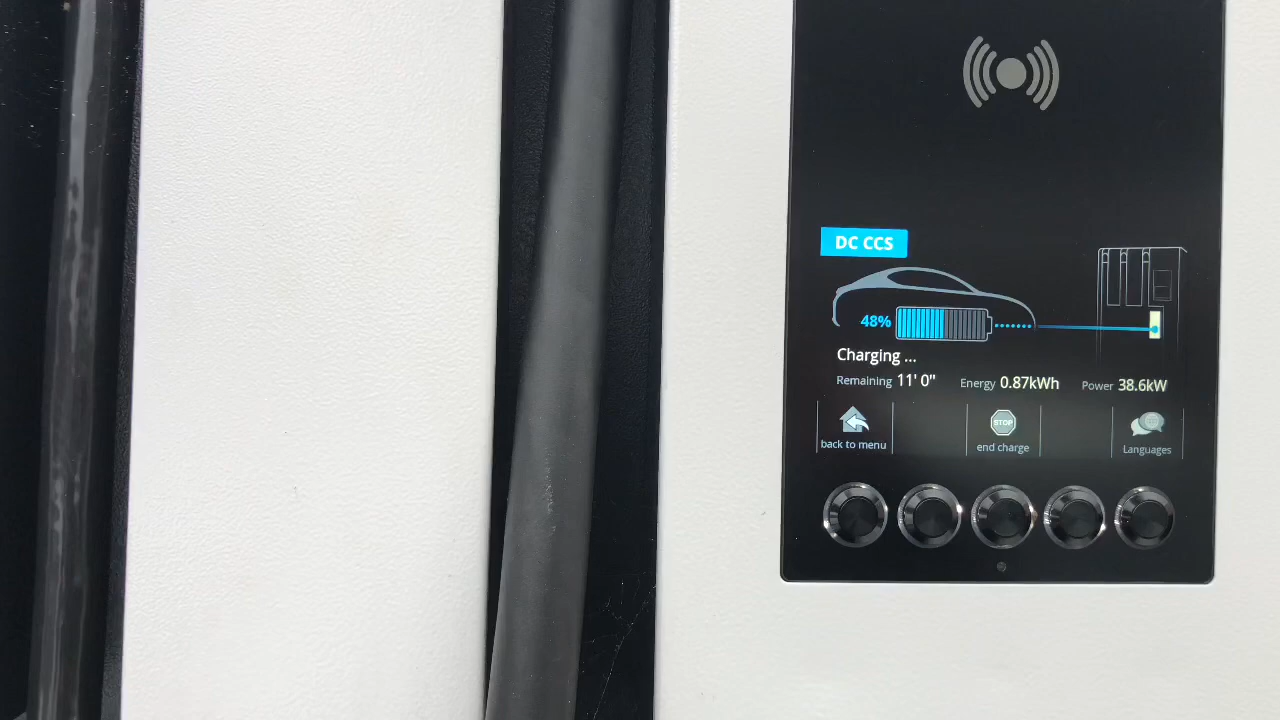 DC CCS
48%
Charging ...
Remaining 11' 0" Energy 0.87kWh Power 38.6kW
back to menu STOP end charge Languages